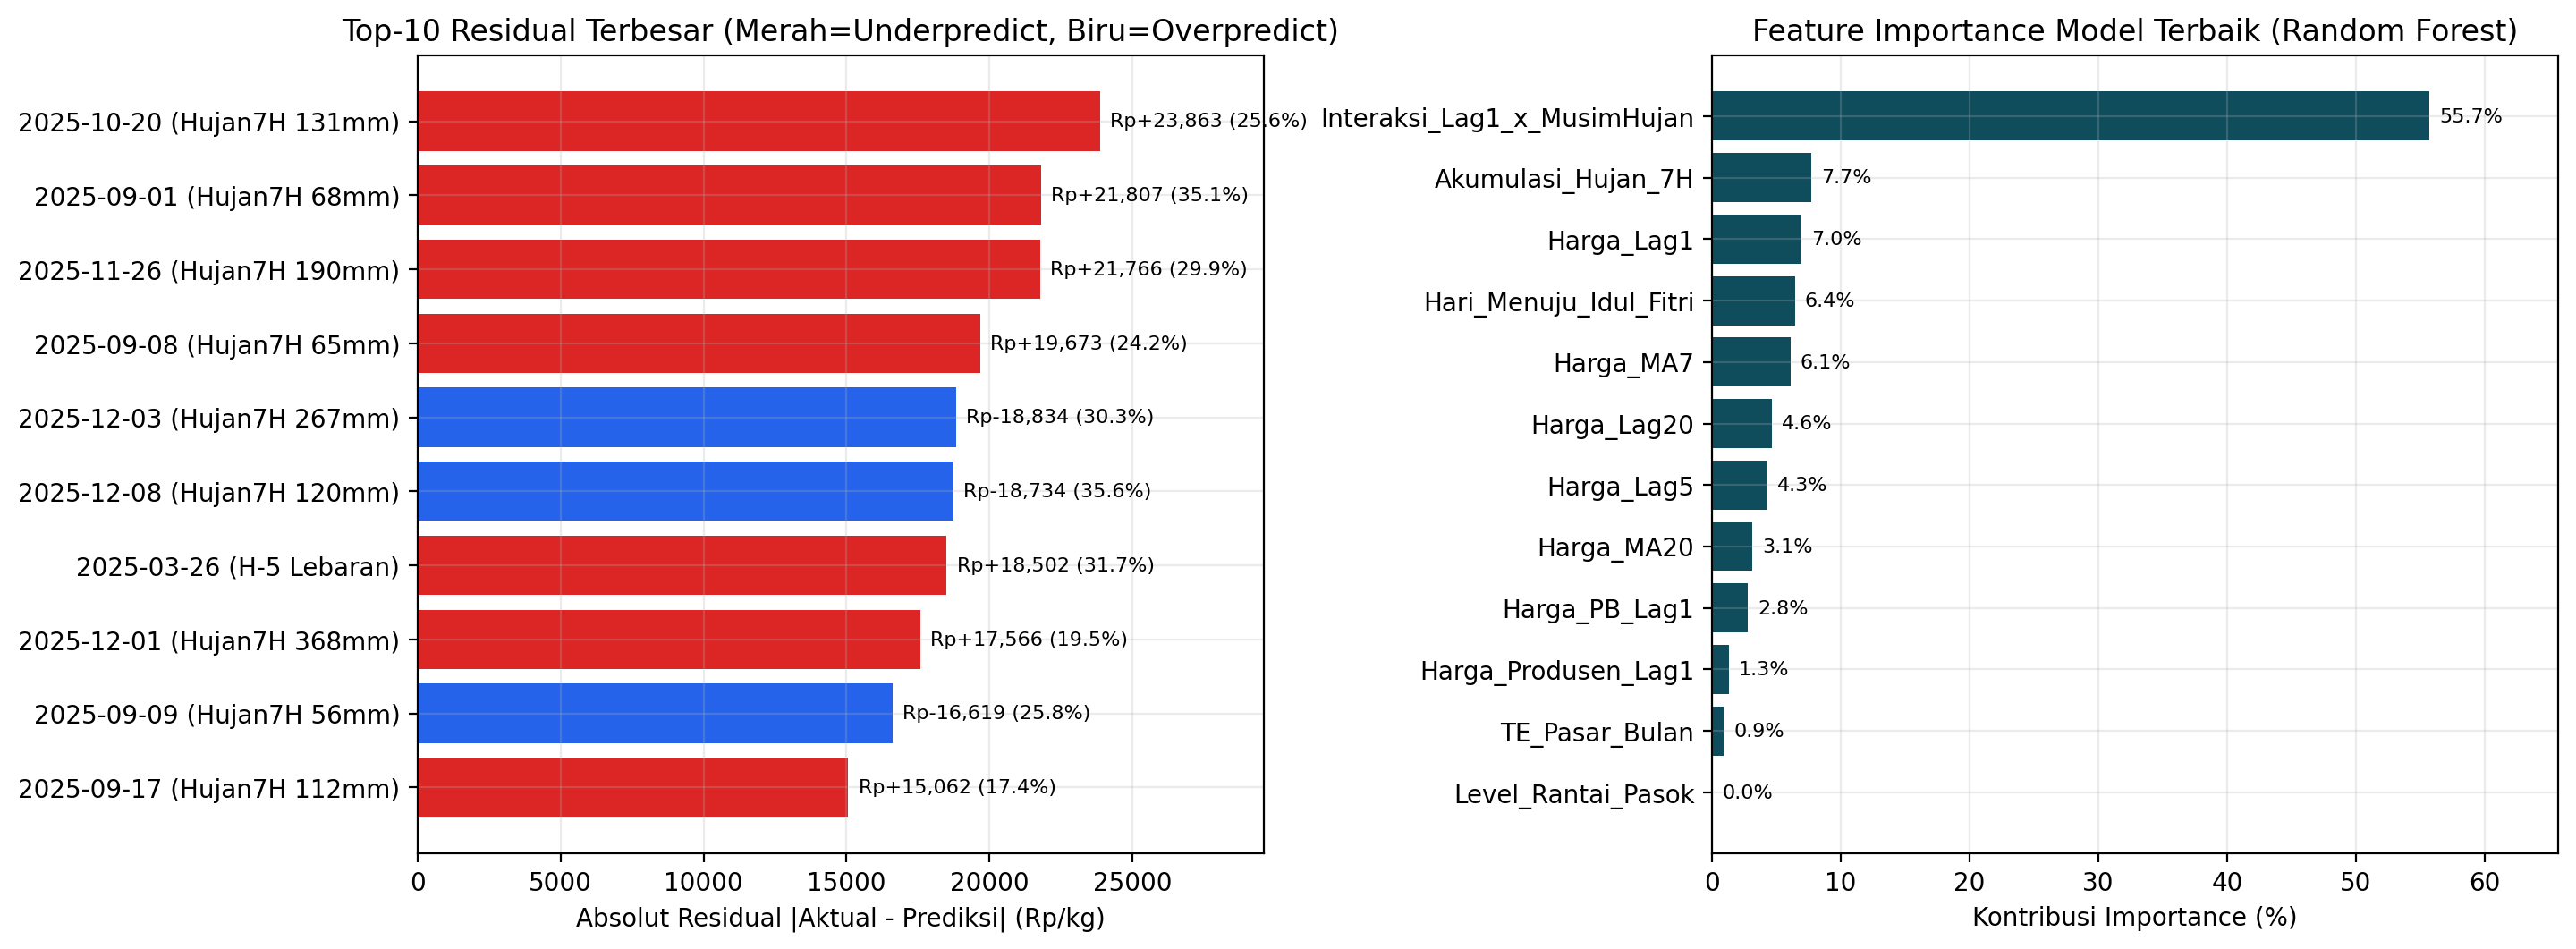 Top-10 Residual Terbesar (Merah=Underpredict, Biru=Overpredict)
2025-10-20 (Hujan7H 131mm) Rp+23,863 (25.6%)
2025-09-01 (Hujan7H 68mm) Rp+21,807 (35.1%)
2025-11-26 (Hujan7H 190mm) Rp+21,766 (29.9%)
2025-09-08 (Hujan7H 65mm) Rp+19,673 (24.2%)
2025-12-03 (Hujan7H 267mm) Rp-18,834 (30.3%)
2025-12-08 (Hujan7H 120mm) Rp-18,734 (35.6%)
2025-03-26 (H-5 Lebaran) Rp+18,502 (31.7%)
2025-12-01 (Hujan7H 368mm) Rp+17,566 (19.5%)
2025-09-09 (Hujan7H 56mm) Rp-16,619 (25.8%)
2025-09-17 (Hujan7H 112mm) Rp+15,062 (17.4%)
0 5000 10000 15000 20000 25000
Absolut Residual |Aktual - Prediksi| (Rp/kg)
Feature Importance Model Terbaik (Random Forest)
Interaksi_Lag1_x_MusimHujan 55.7%
Akumulasi_Hujan_7H 7.7%
Harga_Lag1 7.0%
Hari_Menuju_Idul_Fitri 6.4%
Harga_MA7 6.1%
Harga_Lag20 4.6%
Harga_Lag5 4.3%
Harga_MA20 3.1%
Harga_PB_Lag1 2.8%
Harga_Produsen_Lag1 1.3%
TE_Pasar_Bulan 0.9%
Level_Rantai_Pasok 0.0%
0 10 20 30 40 50 60
Kontribusi Importance (%)